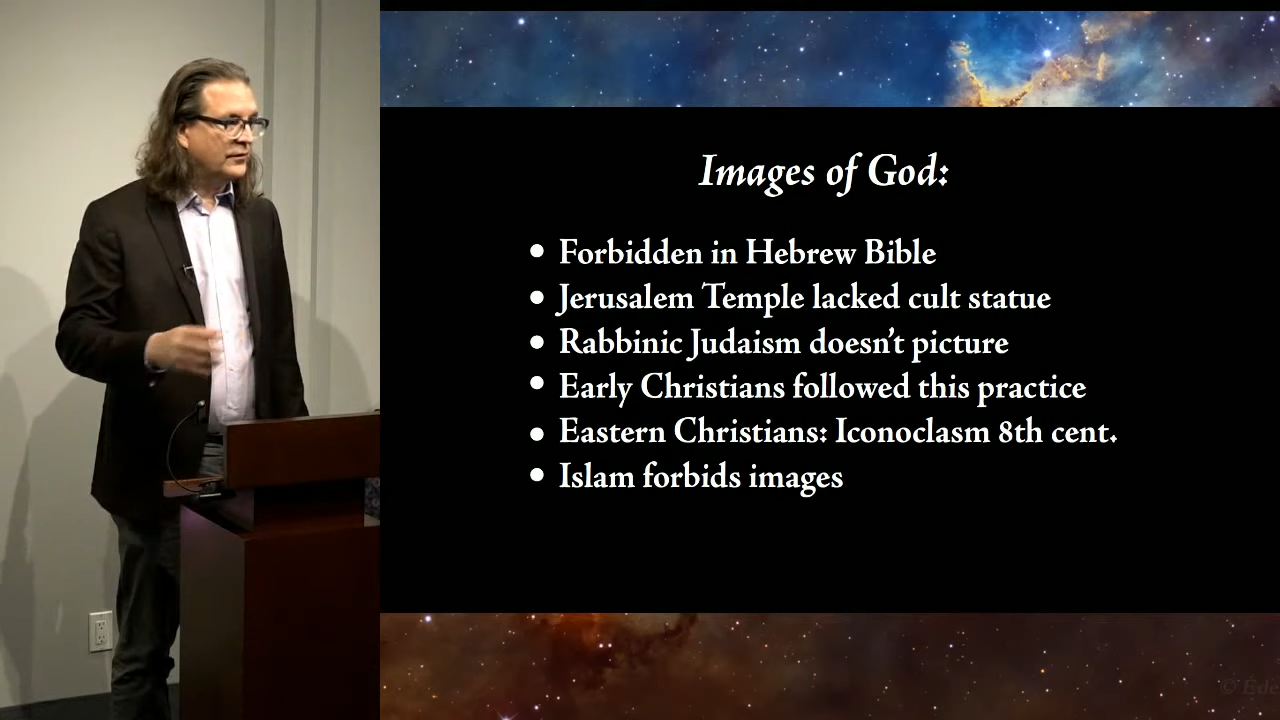 Images of God:
• Forbidden in Hebrew Bible
• Jerusalem Temple lacked cult statue
• Rabbinic Judaism doesn't picture
• Early Christians followed this practice
• Eastern Christians: Iconoclasm 8th cent.
• Islam forbids images